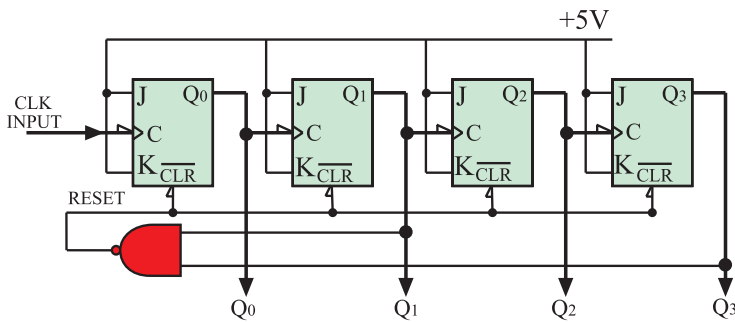 +5V
J Q0 J Q1 J Q2 J Q3
CLK
INPUT
C C C C
K CLR K CLR K CLR K CLR
RESET
Q0 Q1 Q2 Q3